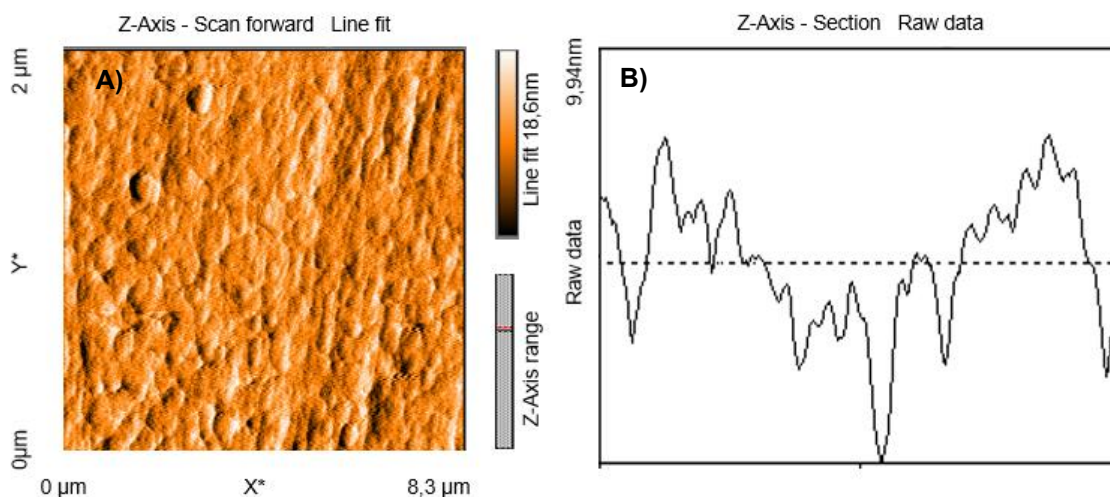 Z-Axis - Scan forward Line fit
A)
2 µm
Y*
0µm
0 µm
X*
8,3 µm
Line fit 18,6nm
Z-Axis range
Z-Axis - Section Raw data
B)
9,94nm
Raw data